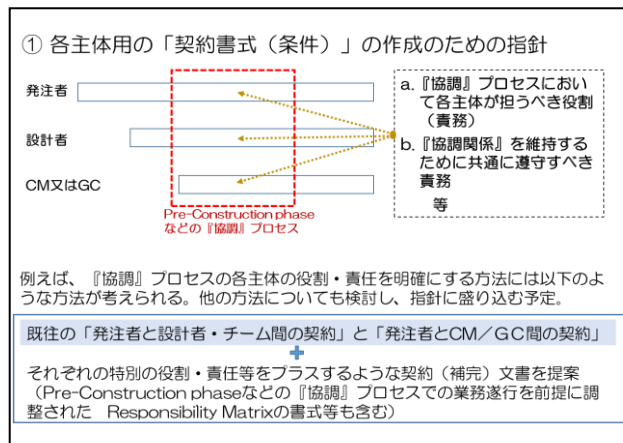 ① 各主体用の「契約書式（条件）」の作成のための指針
発注者
設計者
CM又はGC
Pre-Construction phase
などの『協調』プロセス
a. 『協調』プロセスにおい
て各主体が担うべき役割
（責務）
b. 『協調関係』を維持する
ために共通に遵守すべき
責務
等
例えば、『協調』プロセスの各主体の役割・責任を明確にする方法には以下のよ
うな方法が考えられる。他の方法についても検討し、指針に盛り込む予定。
既往の「発注者と設計者・チーム間の契約」と「発注者とCM／GC間の契約」
+
それぞれの特別の役割・責任等をプラスするような契約（補完）文書を提案
（Pre-Construction phaseなどの『協調』プロセスでの業務遂行を前提に調
整された　Responsibility Matrixの書式等も含む）